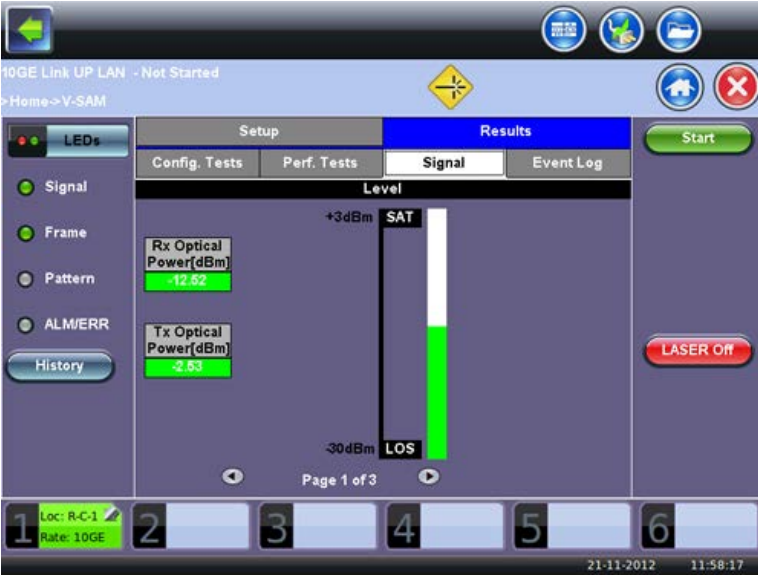 10GE Link UP LAN - Not Started
>Home->V-SAM
LEDs
Signal
Frame
Pattern
ALM/ERR
History
Setup
Results
Config. Tests
Perf. Tests
Signal
Event Log
Level
+3dBm SAT
Rx Optical
Power[dBm]
-12.52
Tx Optical
Power[dBm]
-2.53
-30dBm LOS
Page 1 of 3
Start
LASER Off
1
Loc: R-C-1
Rate: 10GE
2
3
4
5
6
21-11-2012 11:58:17